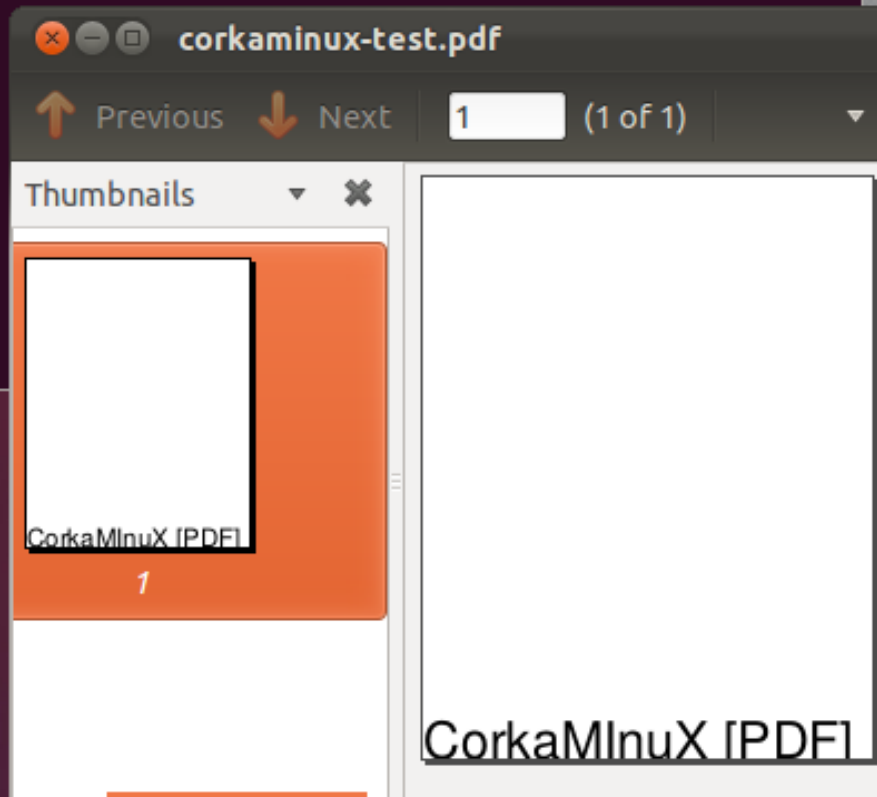 corkaminux-test.pdf
Previous Next 1 (1 of 1)
Thumbnails
CorkaMInuX [PDF]
1
CorkaMInuX [PDF]